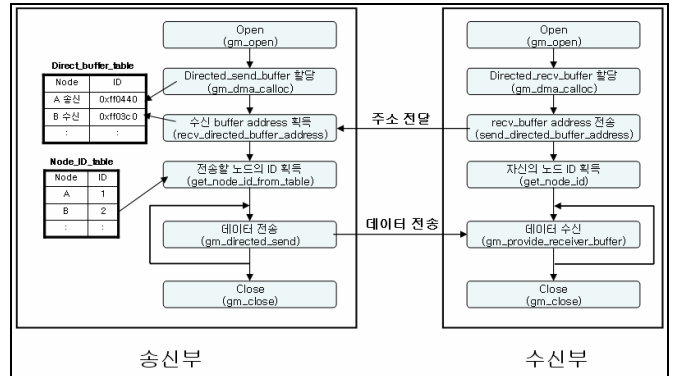 Open
(gm_open)
Directed_send_buffer 할당
(gm_dma_calloc)
수신 buffer address 획득
(recv_directed_buffer_address)
전송할 노드의 ID 획득
(get_node_id_from_table)
데이터 전송
(gm_directed_send)
Close
(gm_close)
Direct_buffer_table
Node ID
A 송신 0xff0440
B 수신 0xff03c0
: :
Node_ID_table
Node ID
A 1
B 2
: :
주소 전달
데이터 전송
Open
(gm_open)
Directed_recv_buffer 할당
(gm_dma_calloc)
recv_buffer address 전송
(send_directed_buffer_address)
자신의 노드 ID 획득
(get_node_id)
데이터 수신
(gm_provide_receiver_buffer)
Close
(gm_close)
송신부
수신부